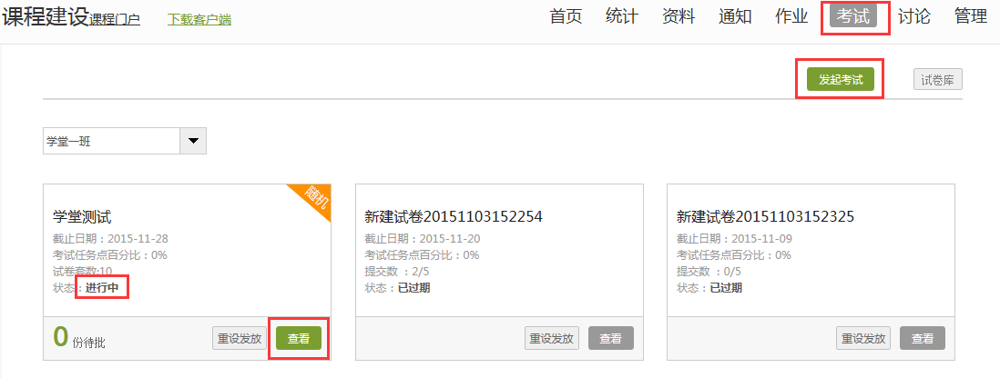 课程建设 课程门户 下载客户端 首页 统计 资料 通知 作业 考试 讨论 管理
发起考试 试卷库
学堂一班
随机
学堂测试
截止日期：2015-11-28
考试任务点百分比：0%
试卷套数:10
状态：进行中
0 份待批 重设发放 查看
新建试卷20151103152254
截止日期：2015-11-20
考试任务点百分比：0%
提交数 ：2/5
状态：已过期
重设发放 查看
新建试卷20151103152325
截止日期：2015-11-09
考试任务点百分比：0%
提交数 ：0/5
状态：已过期
重设发放 查看